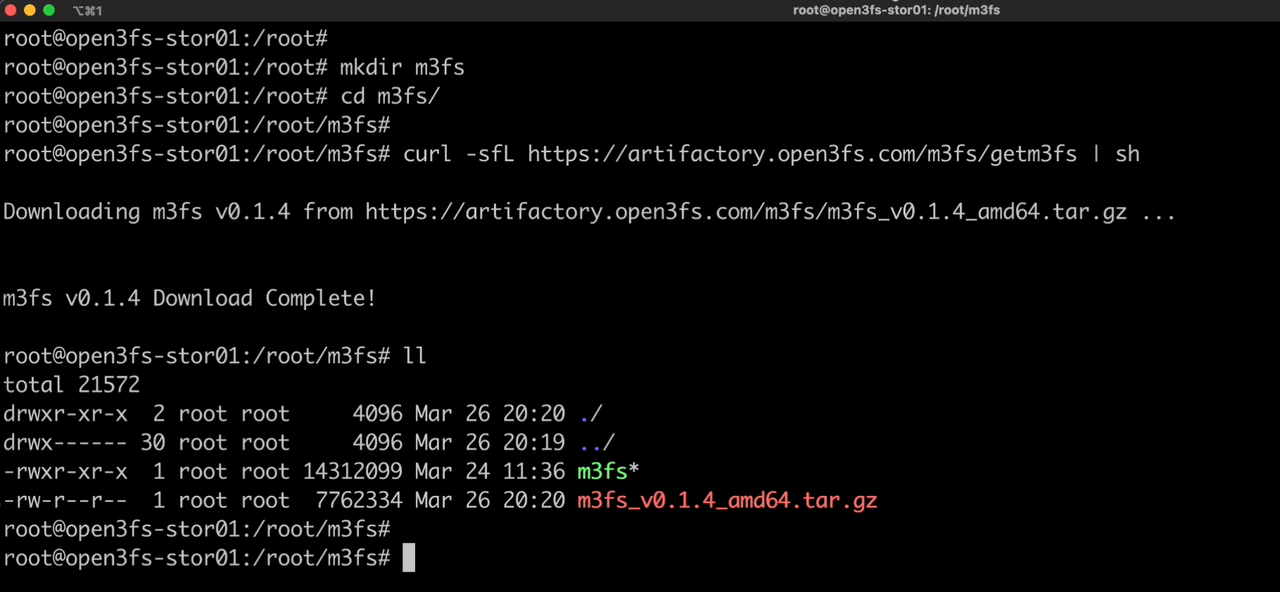 ⌥⌘1
root@open3fs-stor01: /root/m3fs
root@open3fs-stor01:/root#
root@open3fs-stor01:/root# mkdir m3fs
root@open3fs-stor01:/root# cd m3fs/
root@open3fs-stor01:/root/m3fs#
root@open3fs-stor01:/root/m3fs# curl -sfL https://artifactory.open3fs.com/m3fs/getm3fs | sh
Downloading m3fs v0.1.4 from https://artifactory.open3fs.com/m3fs/m3fs_v0.1.4_amd64.tar.gz ...
m3fs v0.1.4 Download Complete!
root@open3fs-stor01:/root/m3fs# ll
total 21572
drwxr-xr-x  2 root root     4096 Mar 26 20:20 ./
drwx------ 30 root root     4096 Mar 26 20:19 ../
-rwxr-xr-x  1 root root 14312099 Mar 24 11:36 m3fs*
-rw-r--r--  1 root root  7762334 Mar 26 20:20 m3fs_v0.1.4_amd64.tar.gz
root@open3fs-stor01:/root/m3fs#
root@open3fs-stor01:/root/m3fs#